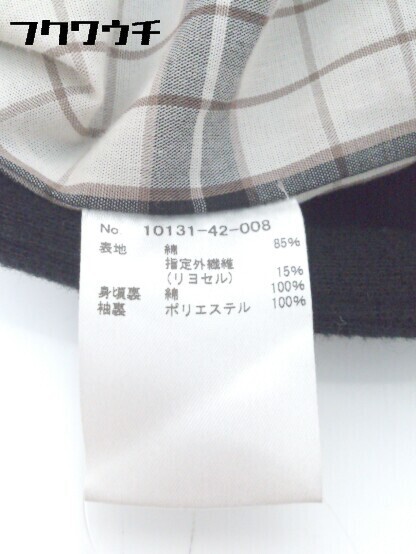 フクワウチ
No. 10131-42-008
表地 綿 85%
指定外繊維
(リヨセル) 15%
身頃裏 綿 100%
袖裏 ポリエステル 100%